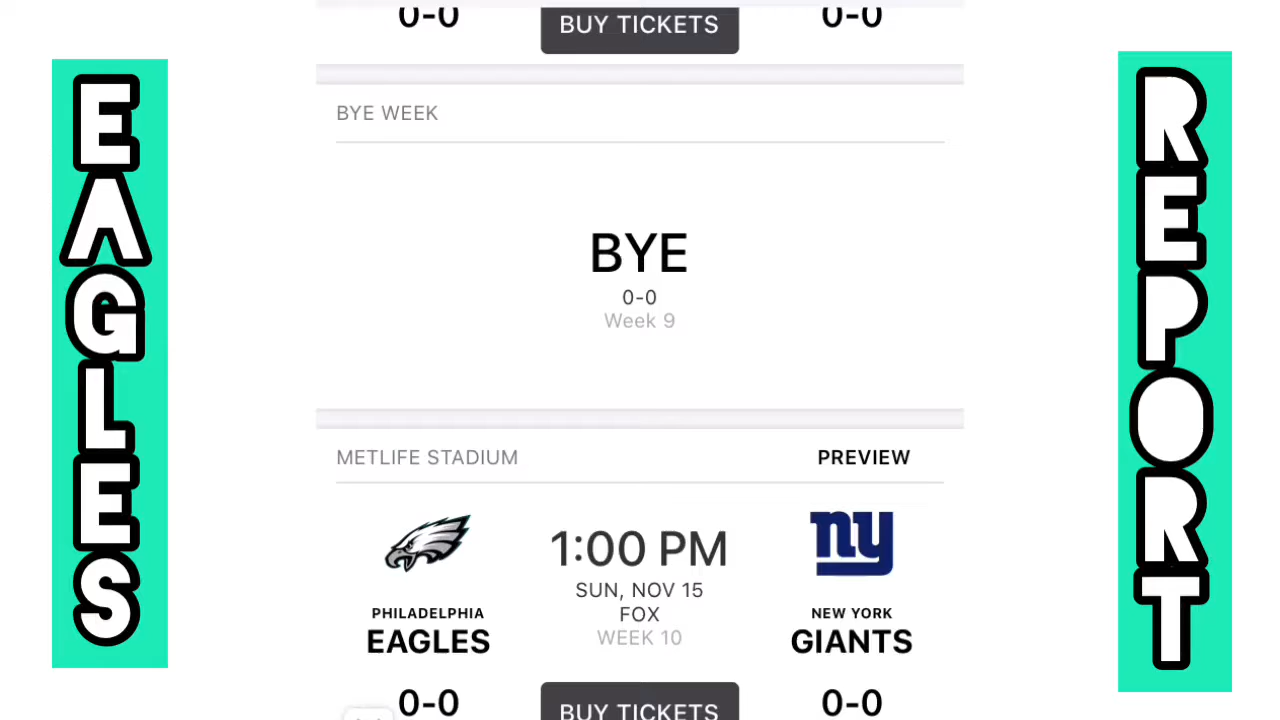 EAGLES
0-0
BUY TICKETS
0-0
BYE WEEK
BYE
0-0
Week 9
METLIFE STADIUM
PREVIEW
ny
1:00 PM
SUN, NOV 15
FOX
WEEK 10
PHILADELPHIA
EAGLES
NEW YORK
GIANTS
0-0
BUY TICKETS
0-0
REPORT